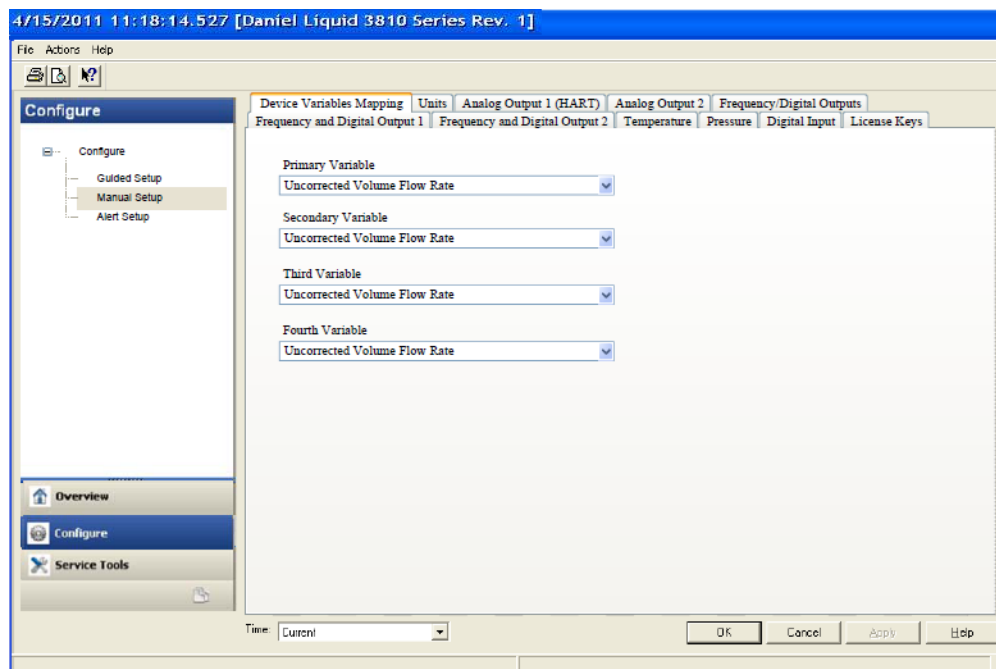 4/15/2011 11:18:14.527 [Daniel Liquid 3810 Series Rev. 1]
File Actions Help
Configure
Configure
Guided Setup
Manual Setup
Alert Setup
Overview
Configure
Service Tools
Device Variables Mapping Units Analog Output 1 (HART) Analog Output 2 Frequency/Digital Outputs
Frequency and Digital Output 1 Frequency and Digital Output 2 Temperature Pressure Digital Input License Keys
Primary Variable
Uncorrected Volume Flow Rate
Secondary Variable
Uncorrected Volume Flow Rate
Third Variable
Uncorrected Volume Flow Rate
Fourth Variable
Uncorrected Volume Flow Rate
Time: Current
OK Cancel Apply Help